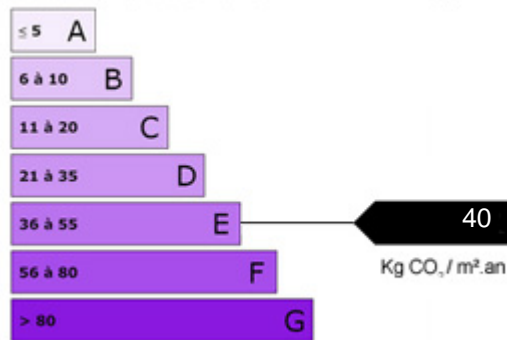 ≤ 5 A
6 à 10 B
11 à 20 C
21 à 35 D
36 à 55 E
40
Kg CO₂ / m².an
56 à 80 F
> 80 G